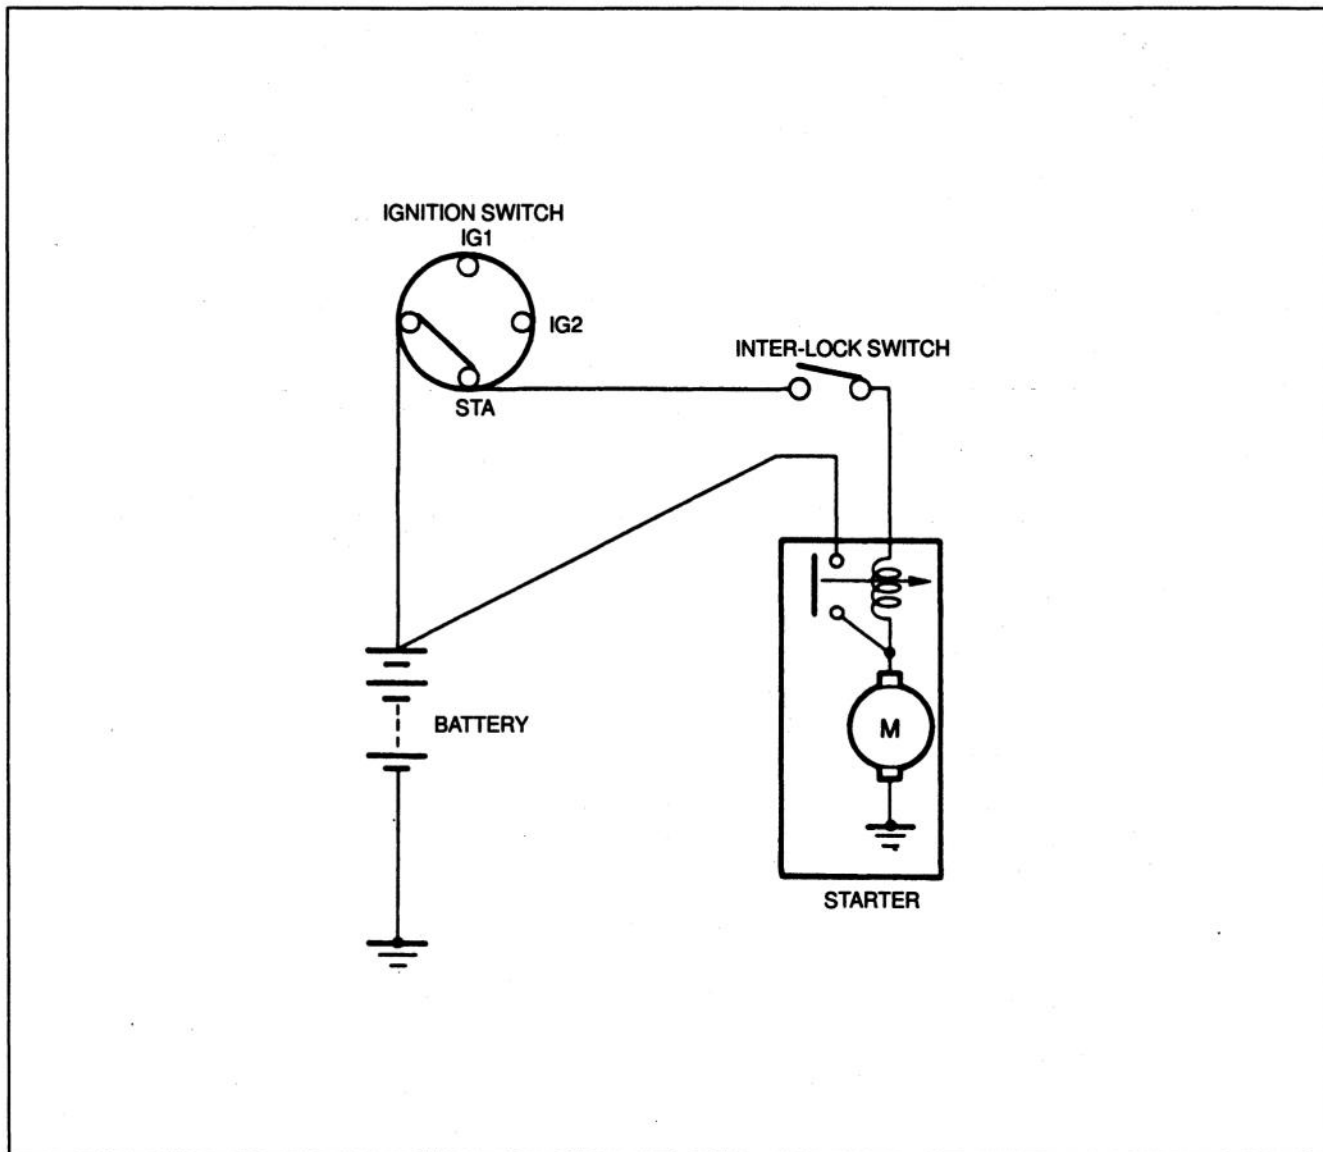 IGNITION SWITCH
IG1
IG2
STA
INTER-LOCK SWITCH
BATTERY
M
STARTER